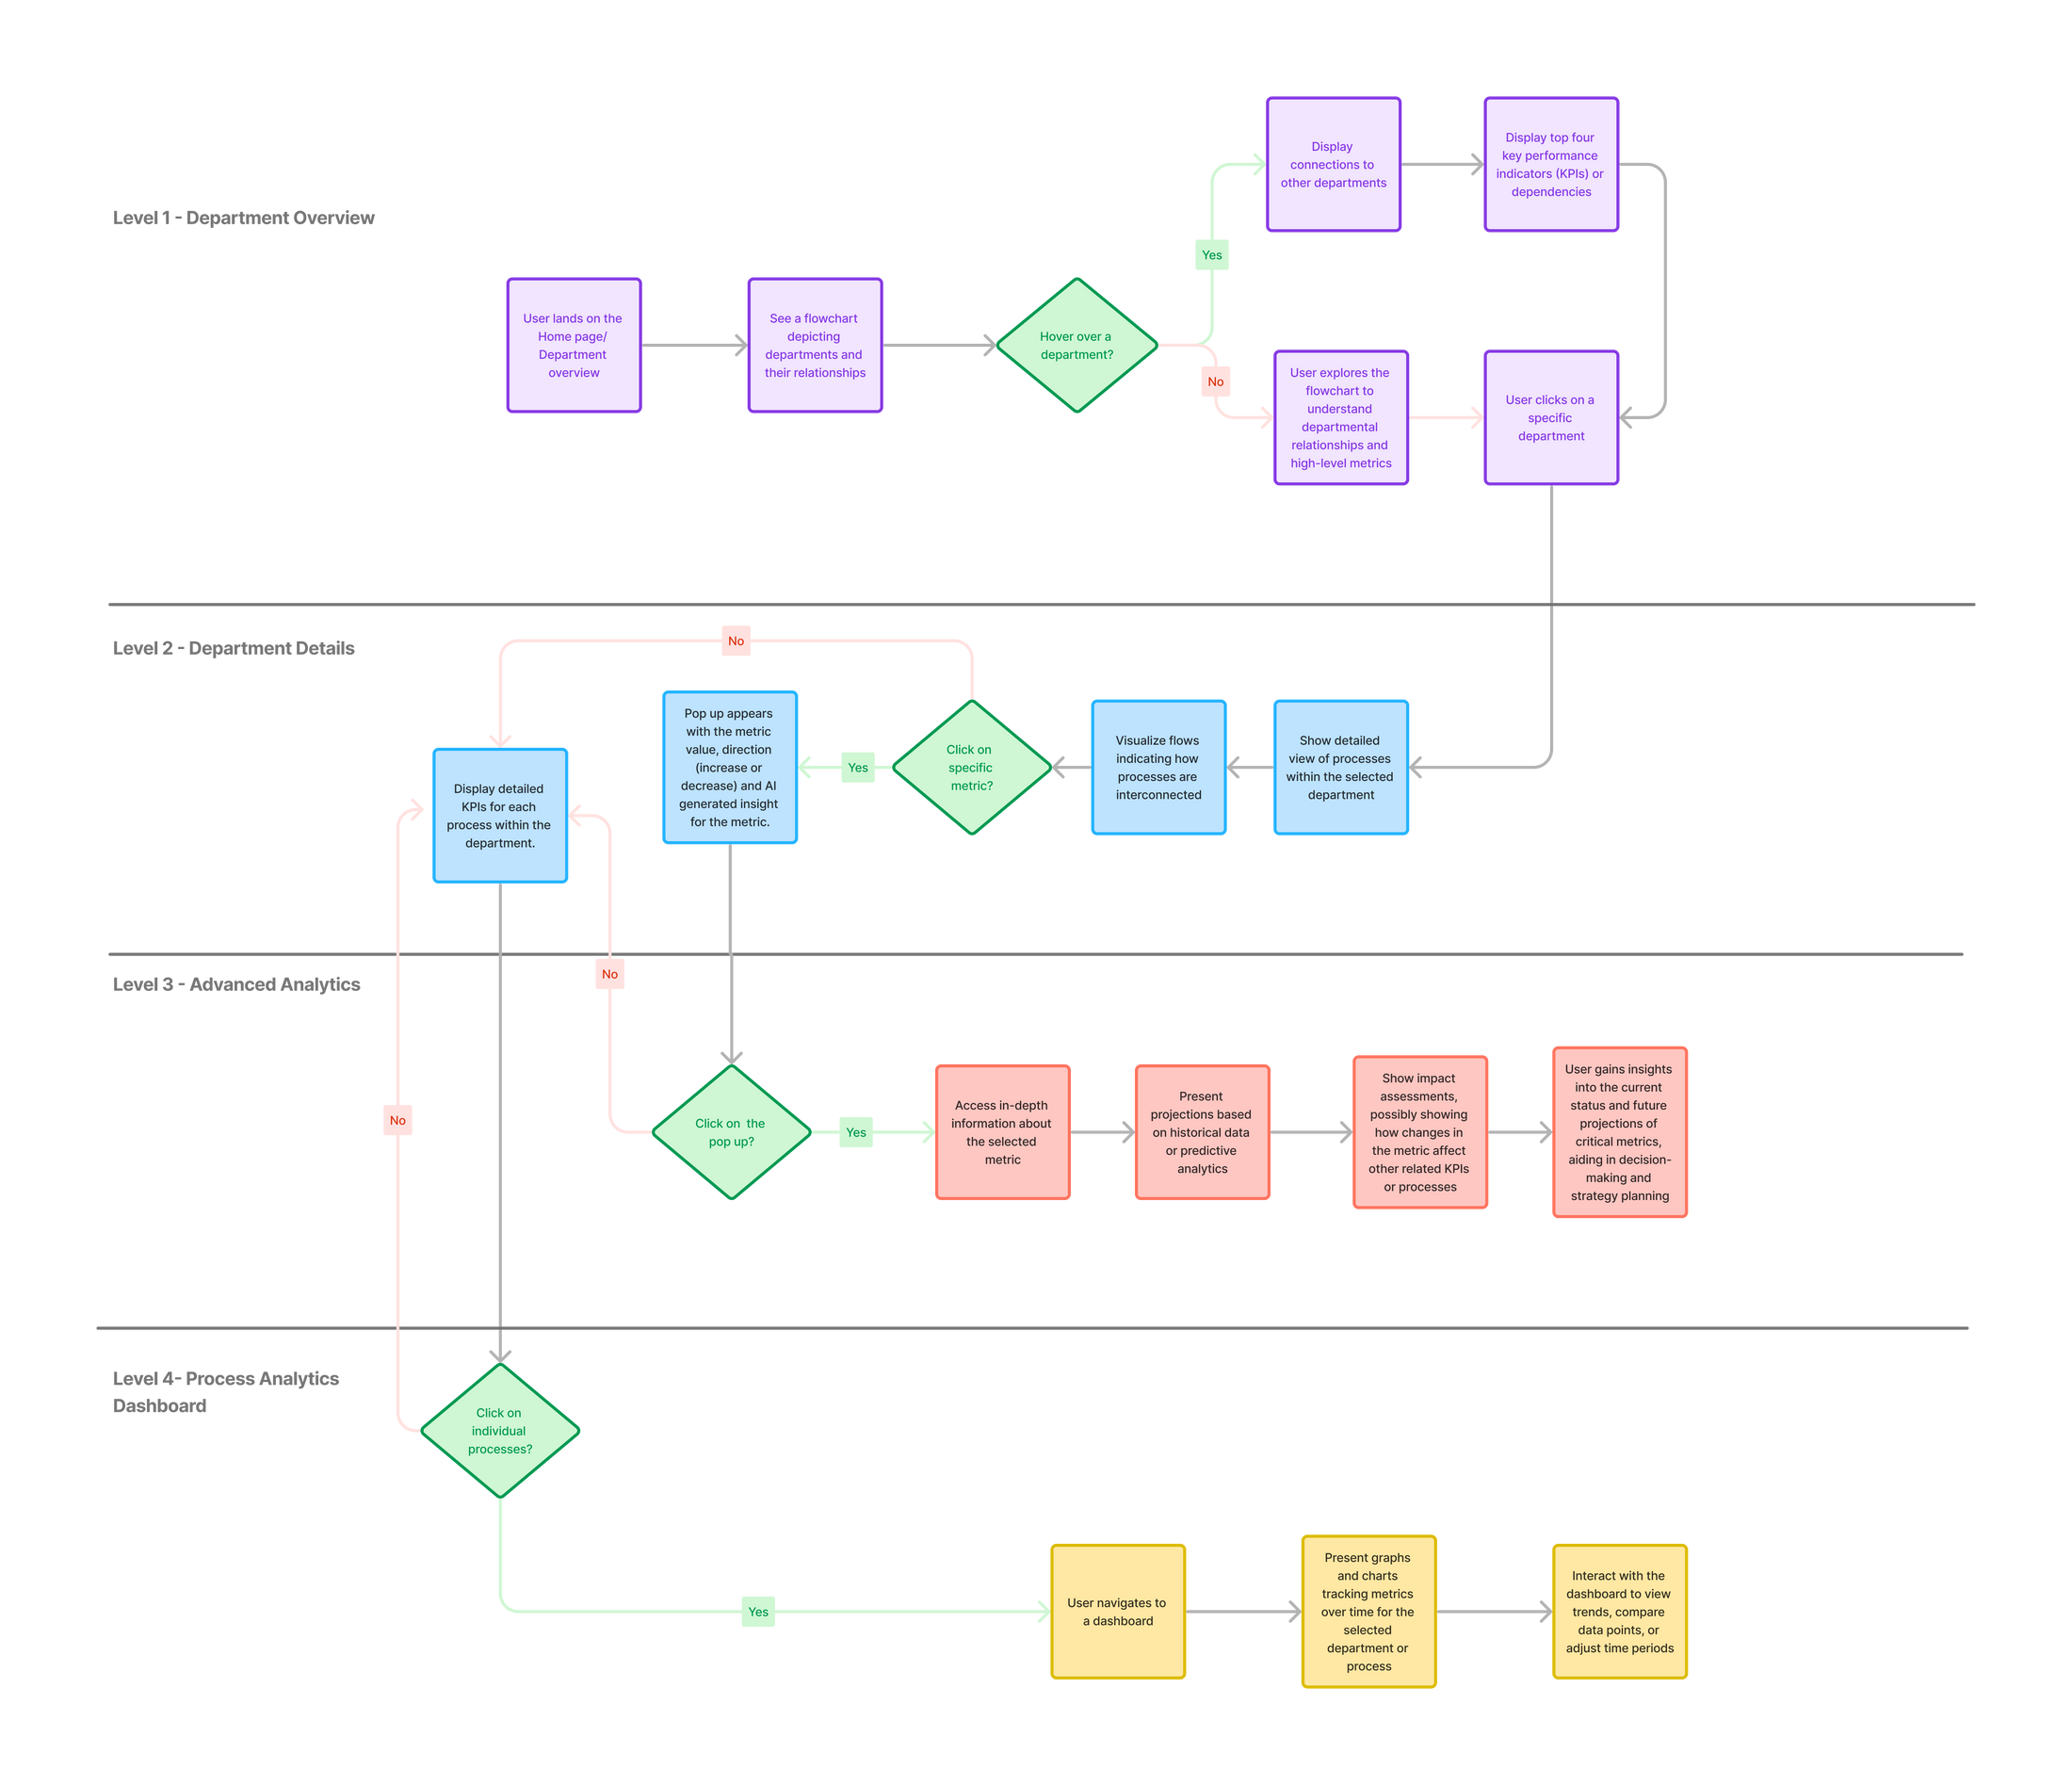 Display
connections to
other departments
Display top four
key performance
indicators (KPIs) or
dependencies
Level 1 - Department Overview
Yes
User lands on the
Home page/
Department
overview
See a flowchart
depicting
departments and
their relationships
Hover over a
department?
No
User explores the
flowchart to
understand
departmental
relationships and
high-level metrics
User clicks on a
specific
department
Level 2 - Department Details
No
Pop up appears
with the metric
value, direction
(increase or
decrease) and AI
generated insight
for the metric.
Yes
Click on
specific
metric?
Visualize flows
indicating how
processes are
interconnected
Show detailed
view of processes
within the selected
department
Display detailed
KPIs for each
process within the
department.
Level 3 - Advanced Analytics
No
No
Click on  the
pop up?
Yes
Access in-depth
information about
the selected
metric
Present
projections based
on historical data
or predictive
analytics
Show impact
assessments,
possibly showing
how changes in
the metric affect
other related KPIs
or processes
User gains insights
into the current
status and future
projections of
critical metrics,
aiding in decision-
making and
strategy planning
Level 4- Process Analytics
Dashboard
Click on
individual
processes?
Yes
User navigates to
a dashboard
Present graphs
and charts
tracking metrics
over time for the
selected
department or
process
Interact with the
dashboard to view
trends, compare
data points, or
adjust time periods